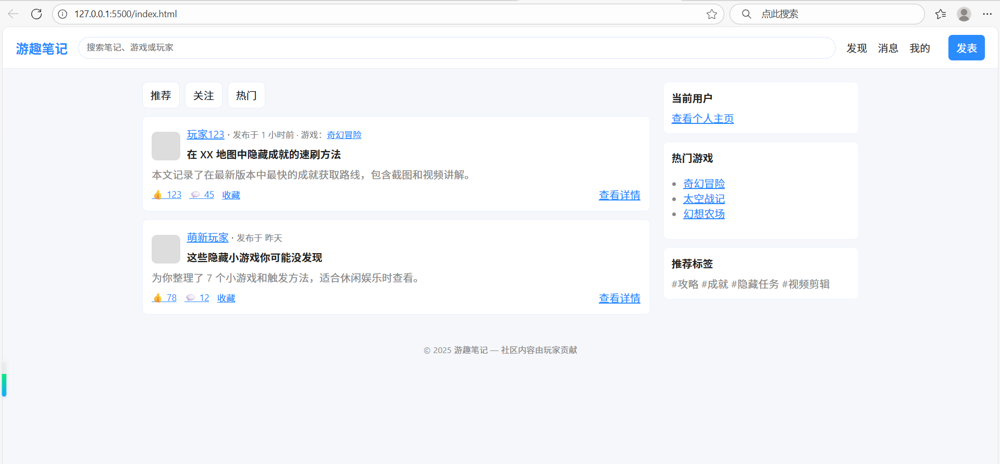 127.0.0.1:5500/index.html
点此搜索
游趣笔记
搜索笔记、游戏或玩家
发现 消息 我的 发表
推荐 关注 热门
玩家123 · 发布于 1 小时前 · 游戏：奇幻冒险
在 XX 地图中隐藏成就的速刷方法
本文记录了在最新版本中最快的成就获取路线，包含截图和视频讲解。
👍 123 💬 45 收藏 查看详情
萌新玩家 · 发布于 昨天
这些隐藏小游戏你可能没发现
为你整理了 7 个小游戏和触发方法，适合休闲娱乐时查看。
👍 78 💬 12 收藏 查看详情
当前用户
查看个人主页
热门游戏
奇幻冒险
太空战记
幻想农场
推荐标签
#攻略 #成就 #隐藏任务 #视频剪辑
© 2025 游趣笔记 — 社区内容由玩家贡献